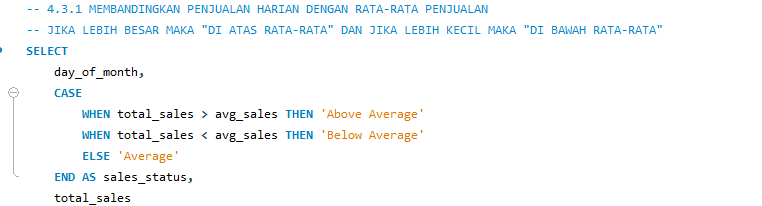 -- 4.3.1 MEMBANDINGKAN PENJUALAN HARIAN DENGAN RATA-RATA PENJUALAN
-- JIKA LEBIH BESAR MAKA "DI ATAS RATA-RATA" DAN JIKA LEBIH KECIL MAKA "DI BAWAH RATA-RATA"
SELECT
day_of_month,
CASE
WHEN total_sales > avg_sales THEN 'Above Average'
WHEN total_sales < avg_sales THEN 'Below Average'
ELSE 'Average'
END AS sales_status,
total_sales